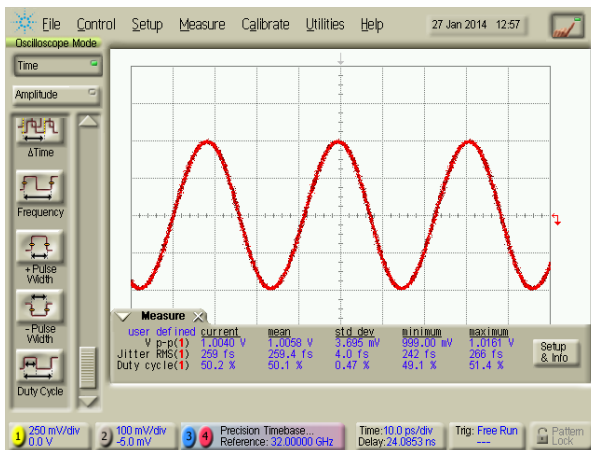 File Control Setup Measure Calibrate Utilities Help 27 Jan 2014 12:57
Oscilloscope Mode
Time
Amplitude
ΔTime
Frequency
+ Pulse
Width
- Pulse
Width
Duty Cycle
Measure
user defined current mean std dev minimum maximum
V p-p(1) 1.0040 V 1.0058 V 3.695 mV 999.00 mV 1.0161 V
Jitter RMS(1) 259 fs 259.4 fs 4.0 fs 242 fs 266 fs
Duty cycle(1) 50.2 % 50.1 % 0.47 % 49.1 % 51.4 %
Setup
& Info
1 250 mV/div
0.0 V
2 100 mV/div
-5.0 mV
3 4 Precision Timebase...
Reference: 32.00000 GHz
Time:10.0 ps/div
Delay:24.0853 ns
Trig: Free Run
---
Pattern
Lock